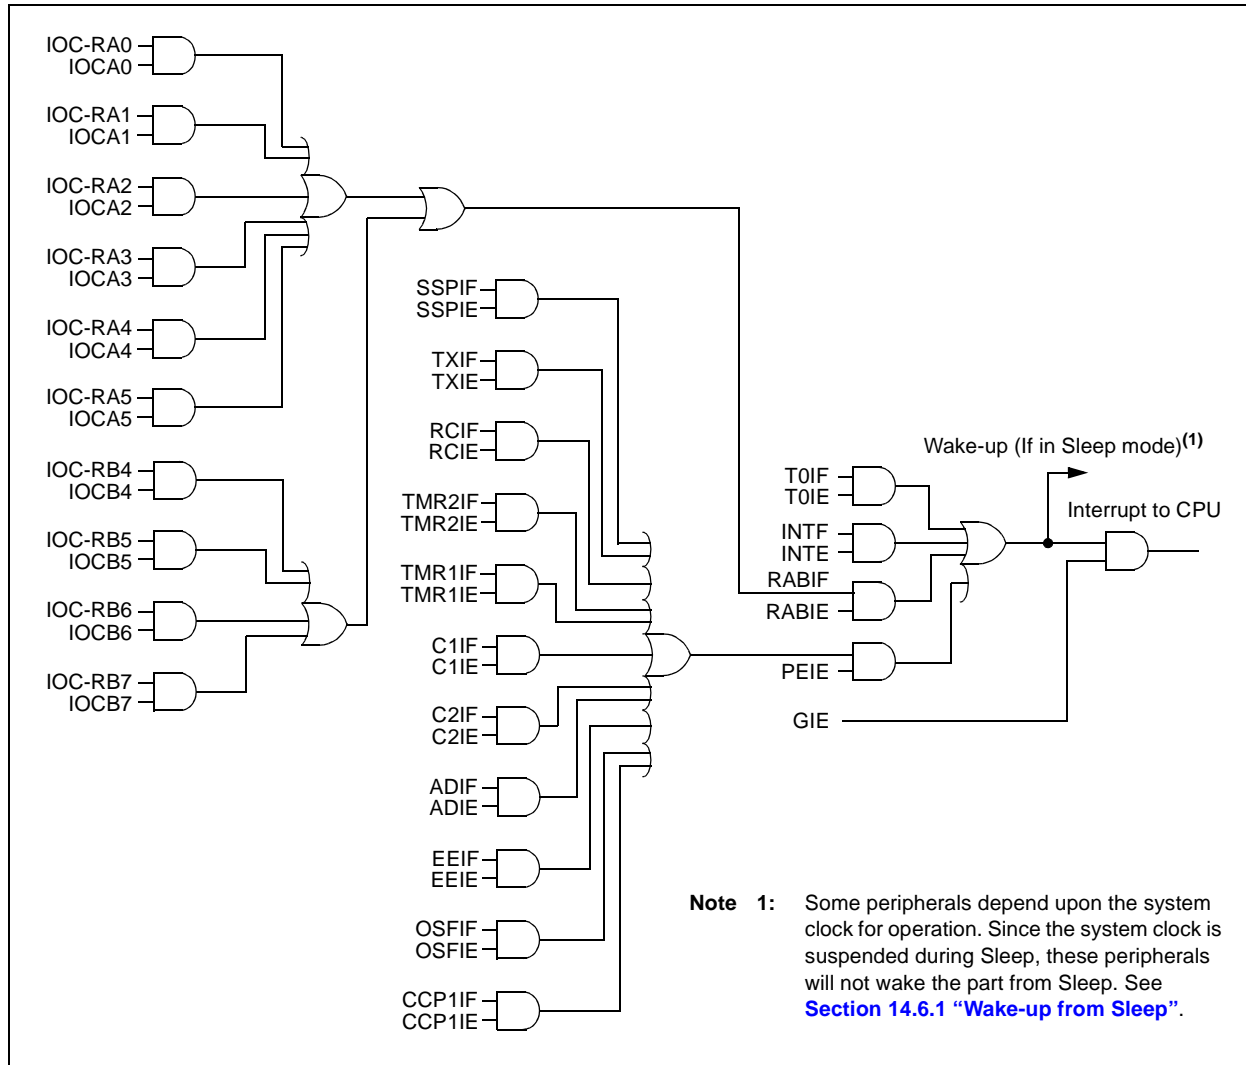 IOC-RA0
IOCA0
IOC-RA1
IOCA1
IOC-RA2
IOCA2
IOC-RA3
IOCA3
IOC-RA4
IOCA4
IOC-RA5
IOCA5
IOC-RB4
IOCB4
IOC-RB5
IOCB5
IOC-RB6
IOCB6
IOC-RB7
IOCB7
SSPIF
SSPIE
TXIF
TXIE
RCIF
RCIE
TMR2IF
TMR2IE
TMR1IF
TMR1IE
C1IF
C1IE
C2IF
C2IE
ADIF
ADIE
EEIF
EEIE
OSFIF
OSFIE
CCP1IF
CCP1IE
T0IF
T0IE
INTF
INTE
RABIF
RABIE
PEIE
GIE
Wake-up (If in Sleep mode)(1)
Interrupt to CPU
Note 1: Some peripherals depend upon the system
clock for operation. Since the system clock is
suspended during Sleep, these peripherals
will not wake the part from Sleep. See
Section 14.6.1 “Wake-up from Sleep”.